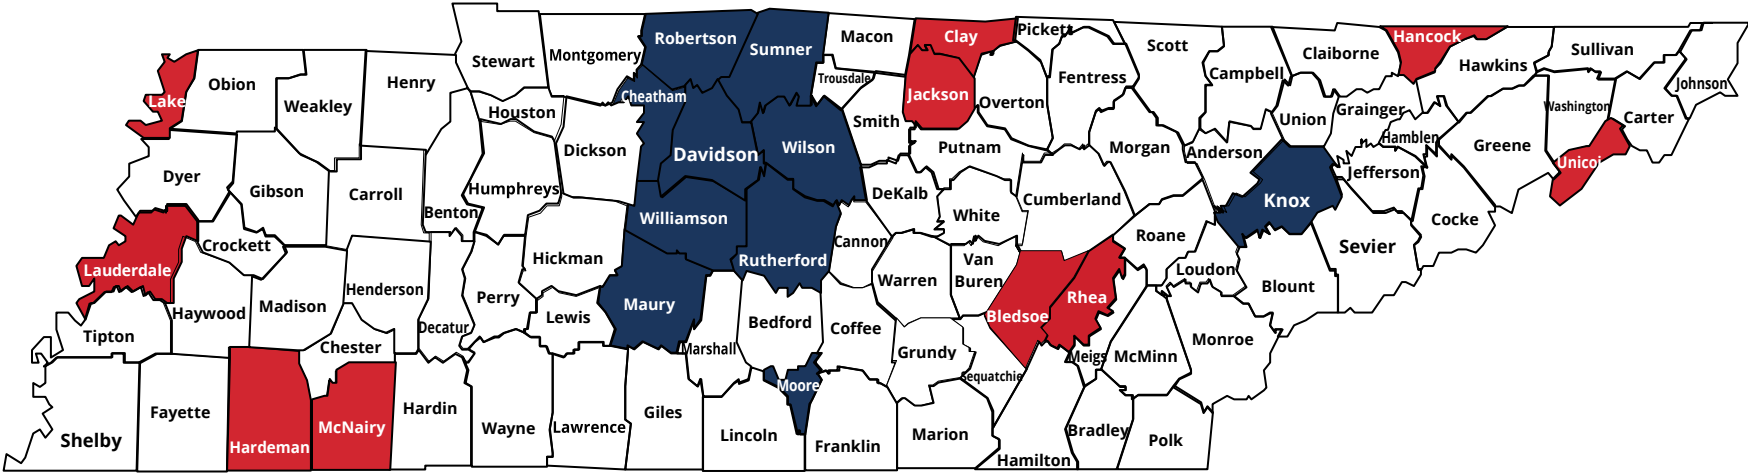 Robertson
Sumner
Macon
Clay
Pickett
Scott
Hancock
Stewart
Montgomery
Claiborne
Sullivan
Lake
Obion
Weakley
Henry
Cheatham
Trousdale
Jackson
Overton
Fentress
Campbell
Hawkins
Johnson
Houston
Smith
Union
Grainger
Washington
Carter
Dickson
Davidson
Wilson
Putnam
Morgan
Anderson
Hamblen
Greene
Unicoi
Dyer
Gibson
Carroll
Benton
Humphreys
DeKalb
Jefferson
Williamson
White
Cumberland
Knox
Cocke
Lauderdale
Crockett
Hickman
Rutherford
Cannon
Van
Buren
Roane
Sevier
Haywood
Madison
Henderson
Perry
Maury
Warren
Rhea
Loudon
Blount
Tipton
Chester
Decatur
Lewis
Marshall
Bedford
Coffee
Grundy
Bledsoe
Meigs
McMinn
Monroe
Shelby
Fayette
Hardeman
McNairy
Hardin
Wayne
Lawrence
Giles
Lincoln
Moore
Franklin
Marion
Sequatchie
Hamilton
Bradley
Polk